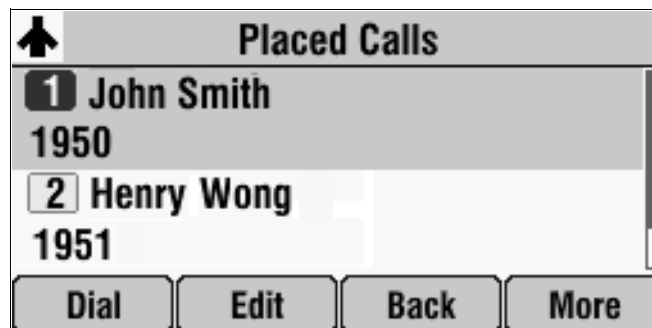 Placed Calls
1 John Smith
1950
2 Henry Wong
1951
Dial Edit Back More